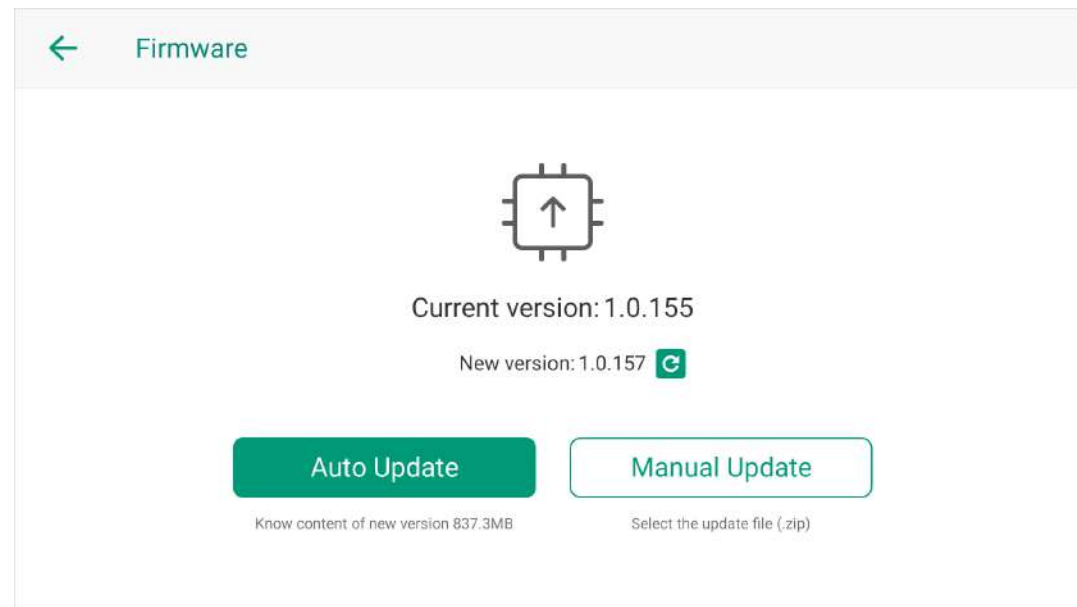 Firmware
Current version: 1.0.155
New version: 1.0.157
Auto Update
Manual Update
Know content of new version 837.3MB
Select the update file (.zip)